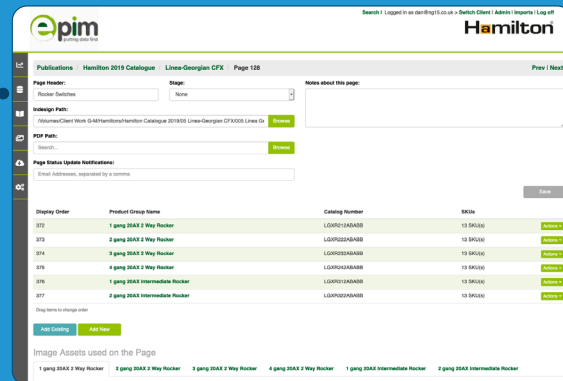 Search | Logged in as dan@ng15.co.uk > Switch Client | Admin | Imports | Log off
epim
putting data first
Hamilton
Publications / Hamilton 2019 Catalogue / Linea-Georgian CFX / Page 128
Prev | Next
Page Header:
Stage:
Notes about this page:
Rocker Switches
None
Indesign Path:
/Volumes/Client Work G-M/Hamiltons/Hamilton Catalogue 2019/05 Linea-Georgian CFX/005 Linea Ge
Browse
PDF Path:
Search...
Browse
Page Status Update Notifications:
Email Addresses, separated by a comma
Save
Display Order
Product Group Name
Catalog Number
SKUs
372
1 gang 20AX 2 Way Rocker
LGXR212ABABB
13 SKU(s)
Actions
373
2 gang 20AX 2 Way Rocker
LGXR222ABABB
13 SKU(s)
Actions
374
3 gang 20AX 2 Way Rocker
LGXR232ABABB
13 SKU(s)
Actions
375
4 gang 20AX 2 Way Rocker
LGXR242ABABB
13 SKU(s)
Actions
376
1 gang 20AX Intermediate Rocker
LGXR312ABABB
13 SKU(s)
Actions
377
2 gang 20AX Intermediate Rocker
LGXR322ABABB
13 SKU(s)
Actions
Drag items to change order
Add Existing
Add New
Image Assets used on the Page
1 gang 20AX 2 Way Rocker
2 gang 20AX 2 Way Rocker
3 gang 20AX 2 Way Rocker
4 gang 20AX 2 Way Rocker
1 gang 20AX Intermediate Rocker
2 gang 20AX Intermediate Rocker